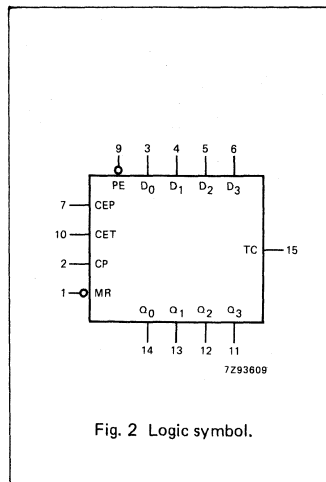 9 3 4 5 6
PE D0 D1 D2 D3
7 CEP
10 CET
TC 15
2 CP
1 MR
Q0 Q1 Q2 Q3
14 13 12 11
7Z93609
Fig. 2 Logic symbol.